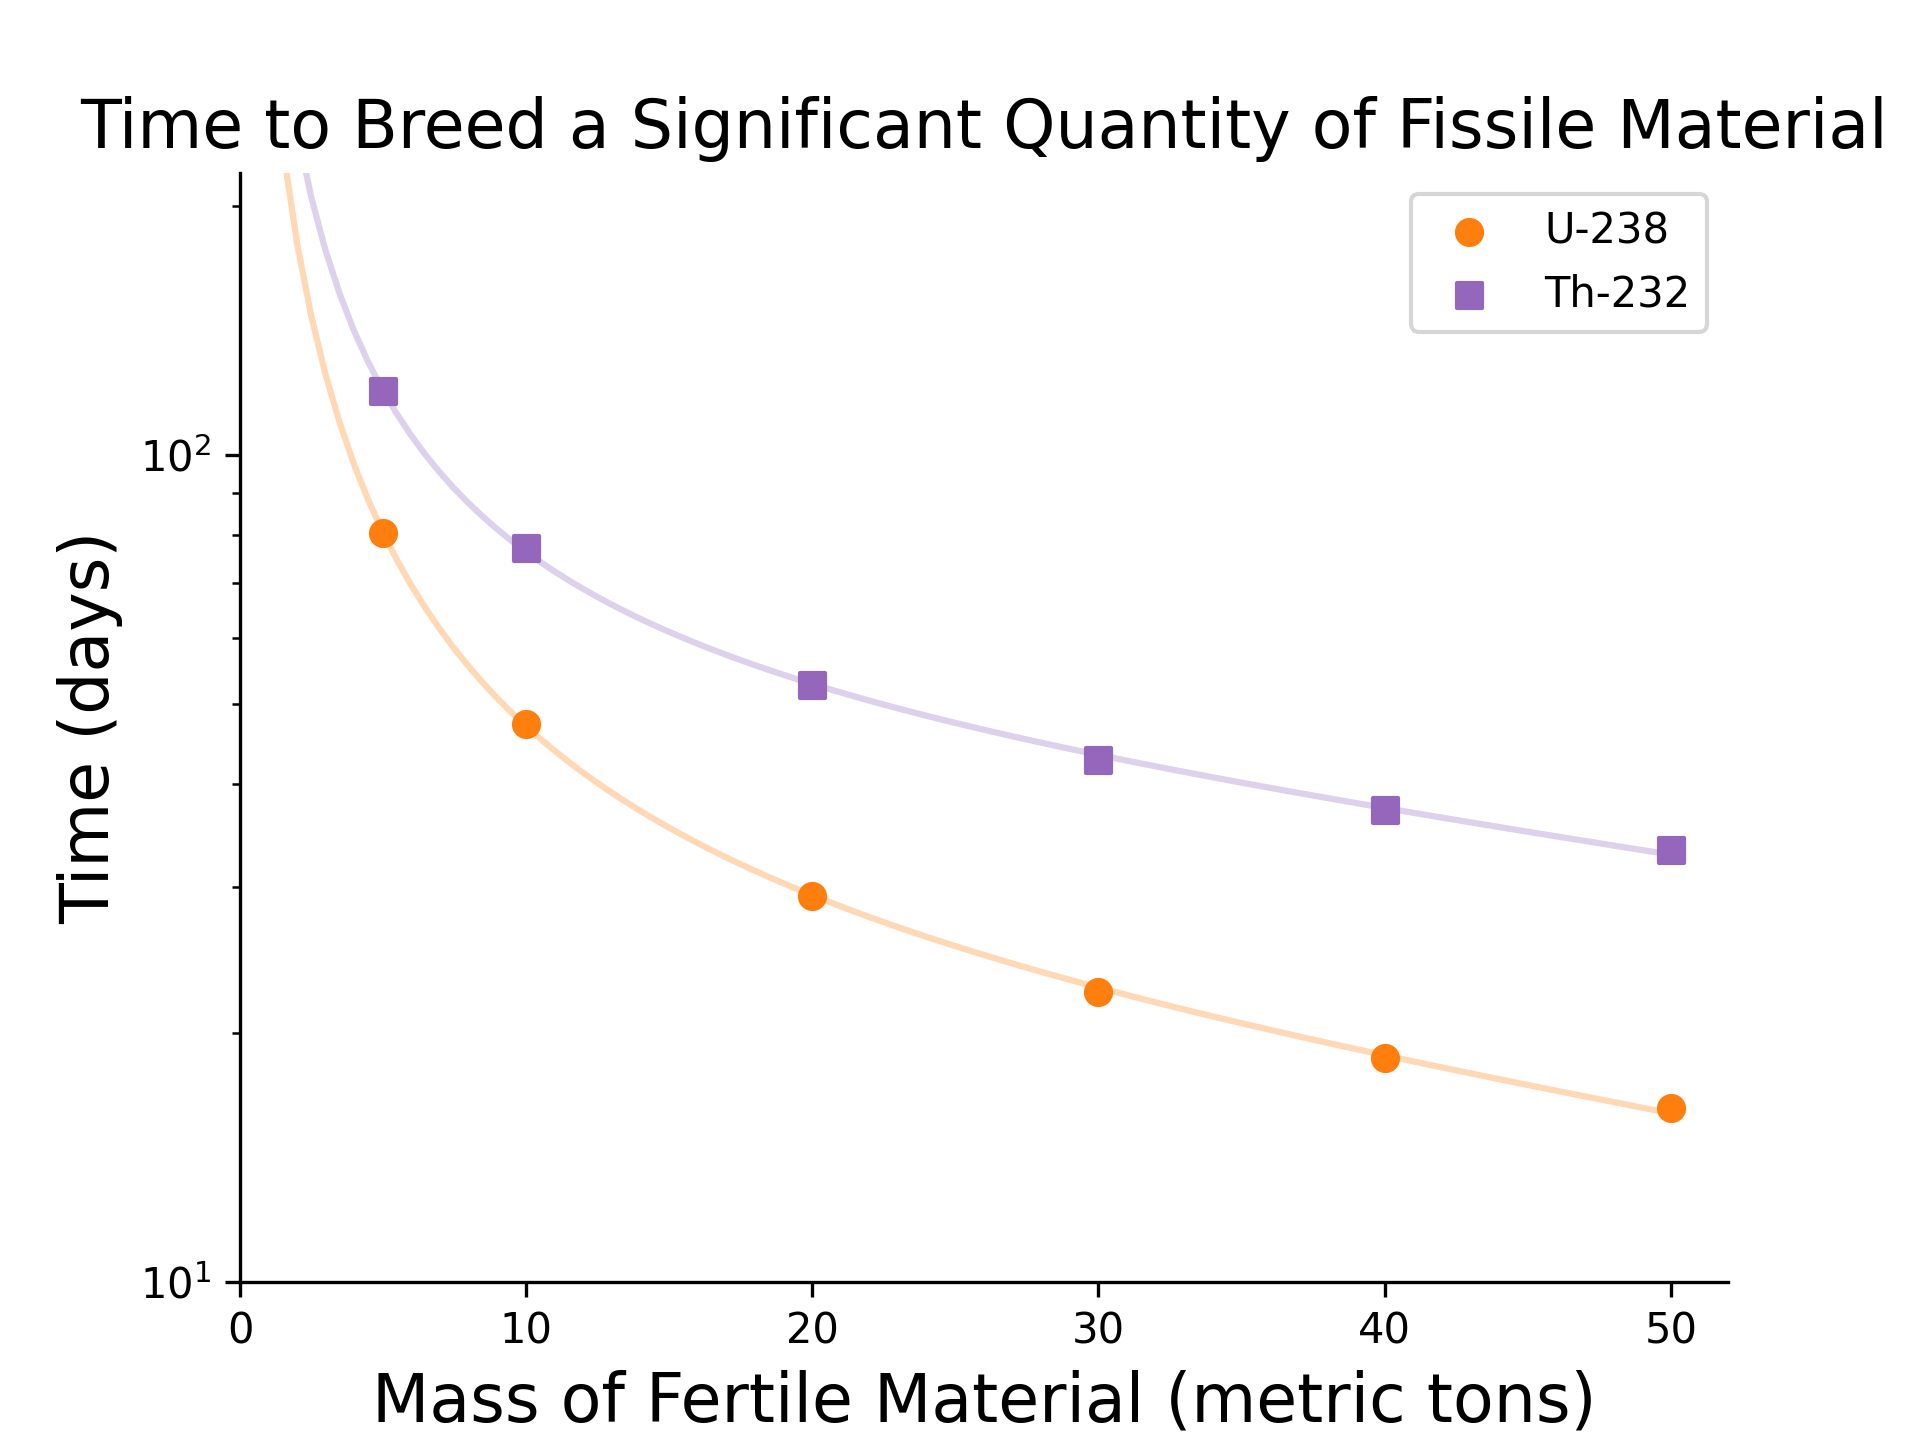 Time to Breed a Significant Quantity of Fissile Material
U-238
Th-232
10²
10¹
Time (days)
0 10 20 30 40 50
Mass of Fertile Material (metric tons)